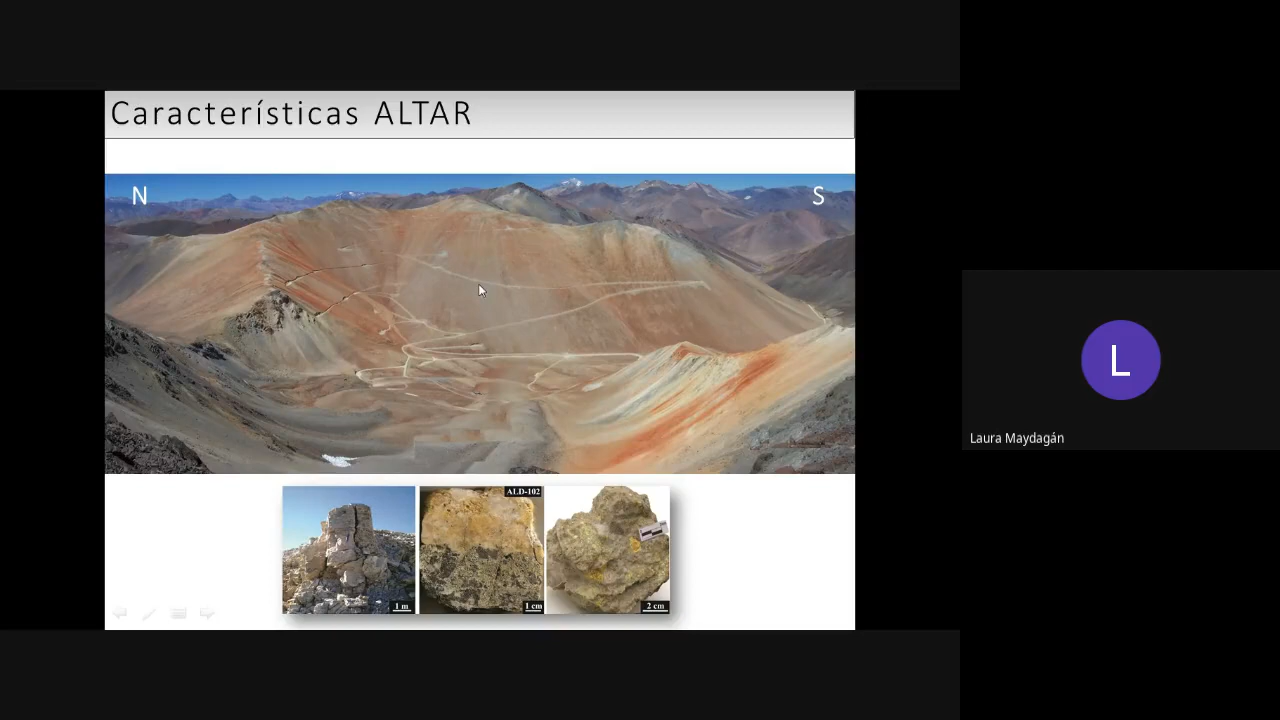 Características ALTAR
N
S
ALD-102
1 m
1 cm
2 cm
L
Laura Maydagán